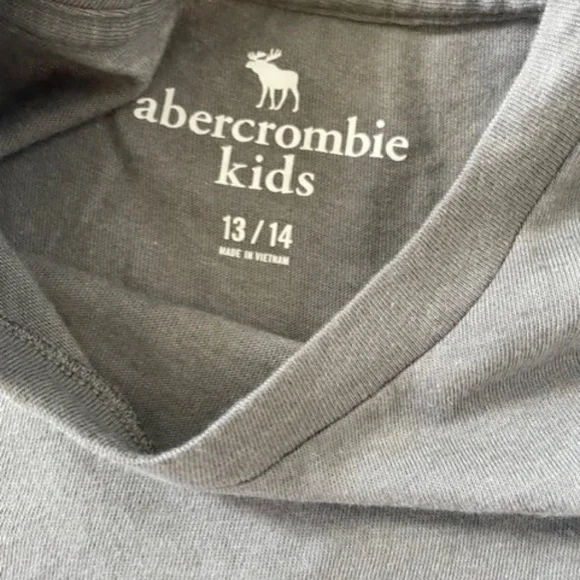 abercrombie
kids
13 / 14
MADE IN VIETNAM